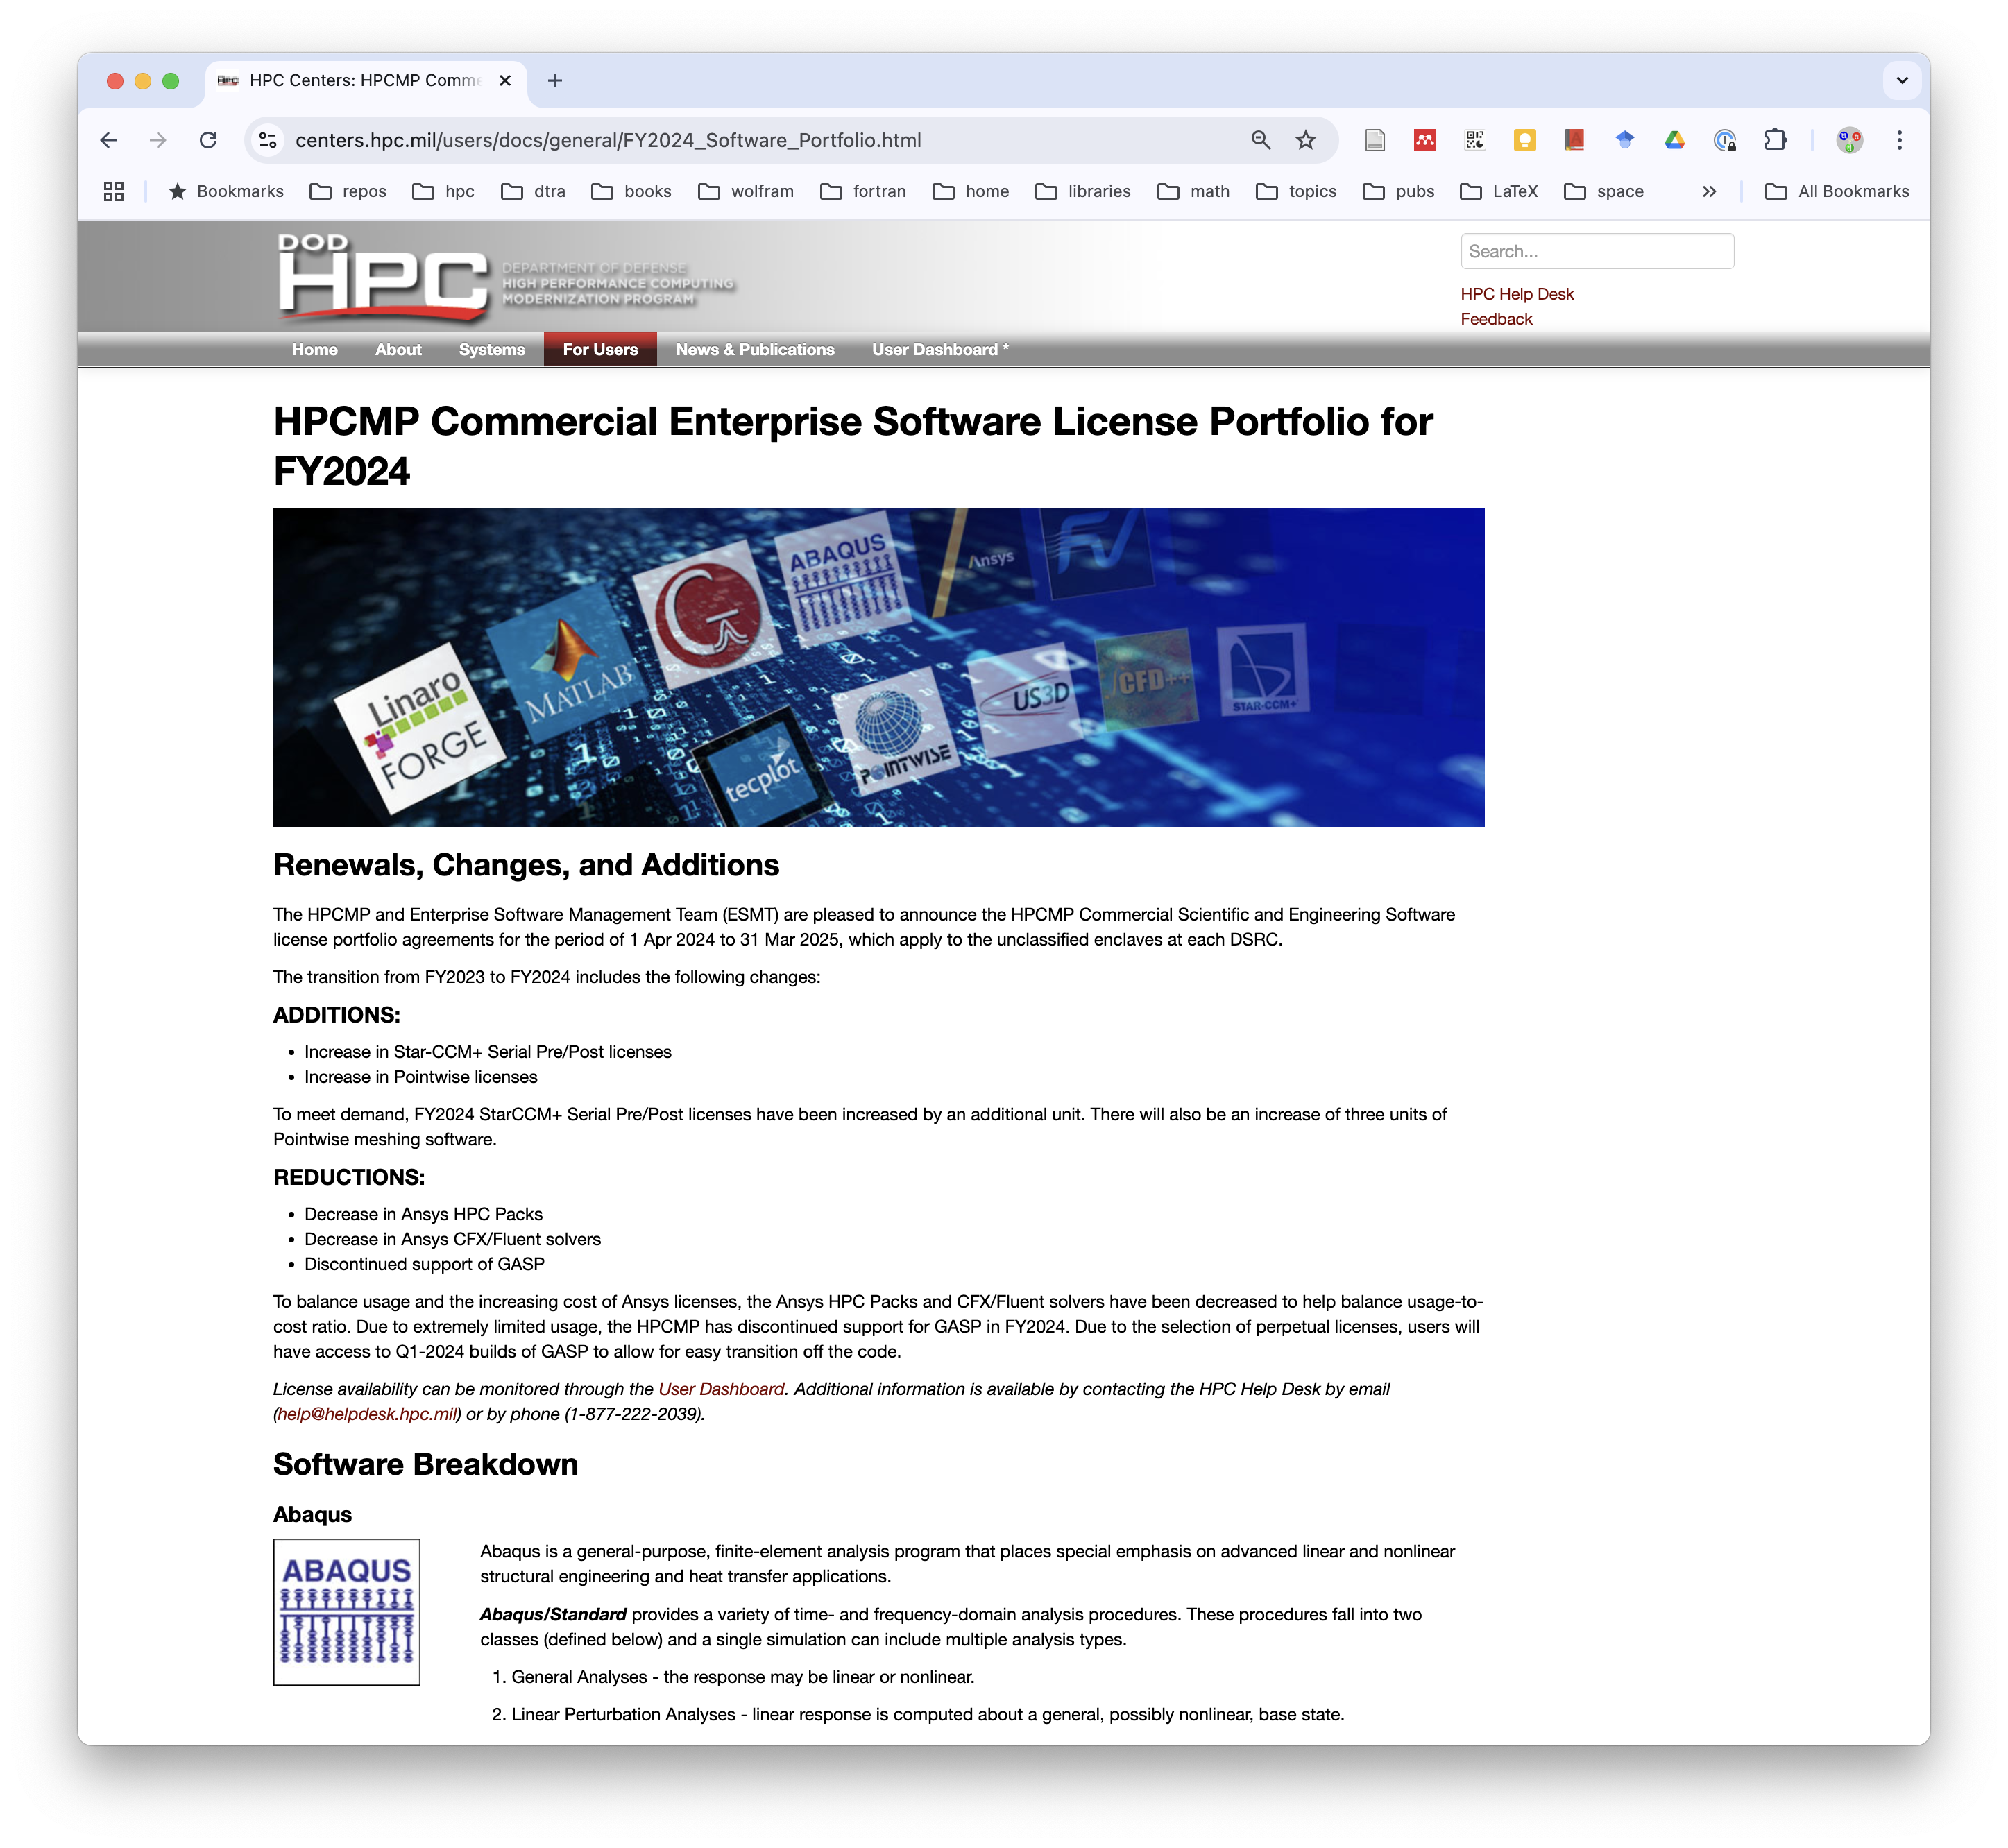 HPC Centers: HPCMP Comme
centers.hpc.mil/users/docs/general/FY2024_Software_Portfolio.html
Bookmarks repos hpc dtra books wolfram fortran home libraries math topics pubs LaTeX space All Bookmarks
DOD
HPC
DEPARTMENT OF DEFENSE
HIGH PERFORMANCE COMPUTING
MODERNIZATION PROGRAM
Search...
HPC Help Desk
Feedback
Home About Systems For Users News & Publications User Dashboard *
HPCMP Commercial Enterprise Software License Portfolio for
FY2024
Linaro
FORGE
MATLAB
G
ABAQUS
Ansys
FV
tecplot
POINTWISE
US3D
CFD++
STAR-CCM+
Renewals, Changes, and Additions
The HPCMP and Enterprise Software Management Team (ESMT) are pleased to announce the HPCMP Commercial Scientific and Engineering Software
license portfolio agreements for the period of 1 Apr 2024 to 31 Mar 2025, which apply to the unclassified enclaves at each DSRC.
The transition from FY2023 to FY2024 includes the following changes:
ADDITIONS:
• Increase in Star-CCM+ Serial Pre/Post licenses
• Increase in Pointwise licenses
To meet demand, FY2024 StarCCM+ Serial Pre/Post licenses have been increased by an additional unit. There will also be an increase of three units of
Pointwise meshing software.
REDUCTIONS:
• Decrease in Ansys HPC Packs
• Decrease in Ansys CFX/Fluent solvers
• Discontinued support of GASP
To balance usage and the increasing cost of Ansys licenses, the Ansys HPC Packs and CFX/Fluent solvers have been decreased to help balance usage-to-
cost ratio. Due to extremely limited usage, the HPCMP has discontinued support for GASP in FY2024. Due to the selection of perpetual licenses, users will
have access to Q1-2024 builds of GASP to allow for easy transition off the code.
License availability can be monitored through the User Dashboard. Additional information is available by contacting the HPC Help Desk by email
(help@helpdesk.hpc.mil) or by phone (1-877-222-2039).
Software Breakdown
Abaqus
ABAQUS
Abaqus is a general-purpose, finite-element analysis program that places special emphasis on advanced linear and nonlinear
structural engineering and heat transfer applications.
Abaqus/Standard provides a variety of time- and frequency-domain analysis procedures. These procedures fall into two
classes (defined below) and a single simulation can include multiple analysis types.
1. General Analyses - the response may be linear or nonlinear.
2. Linear Perturbation Analyses - linear response is computed about a general, possibly nonlinear, base state.